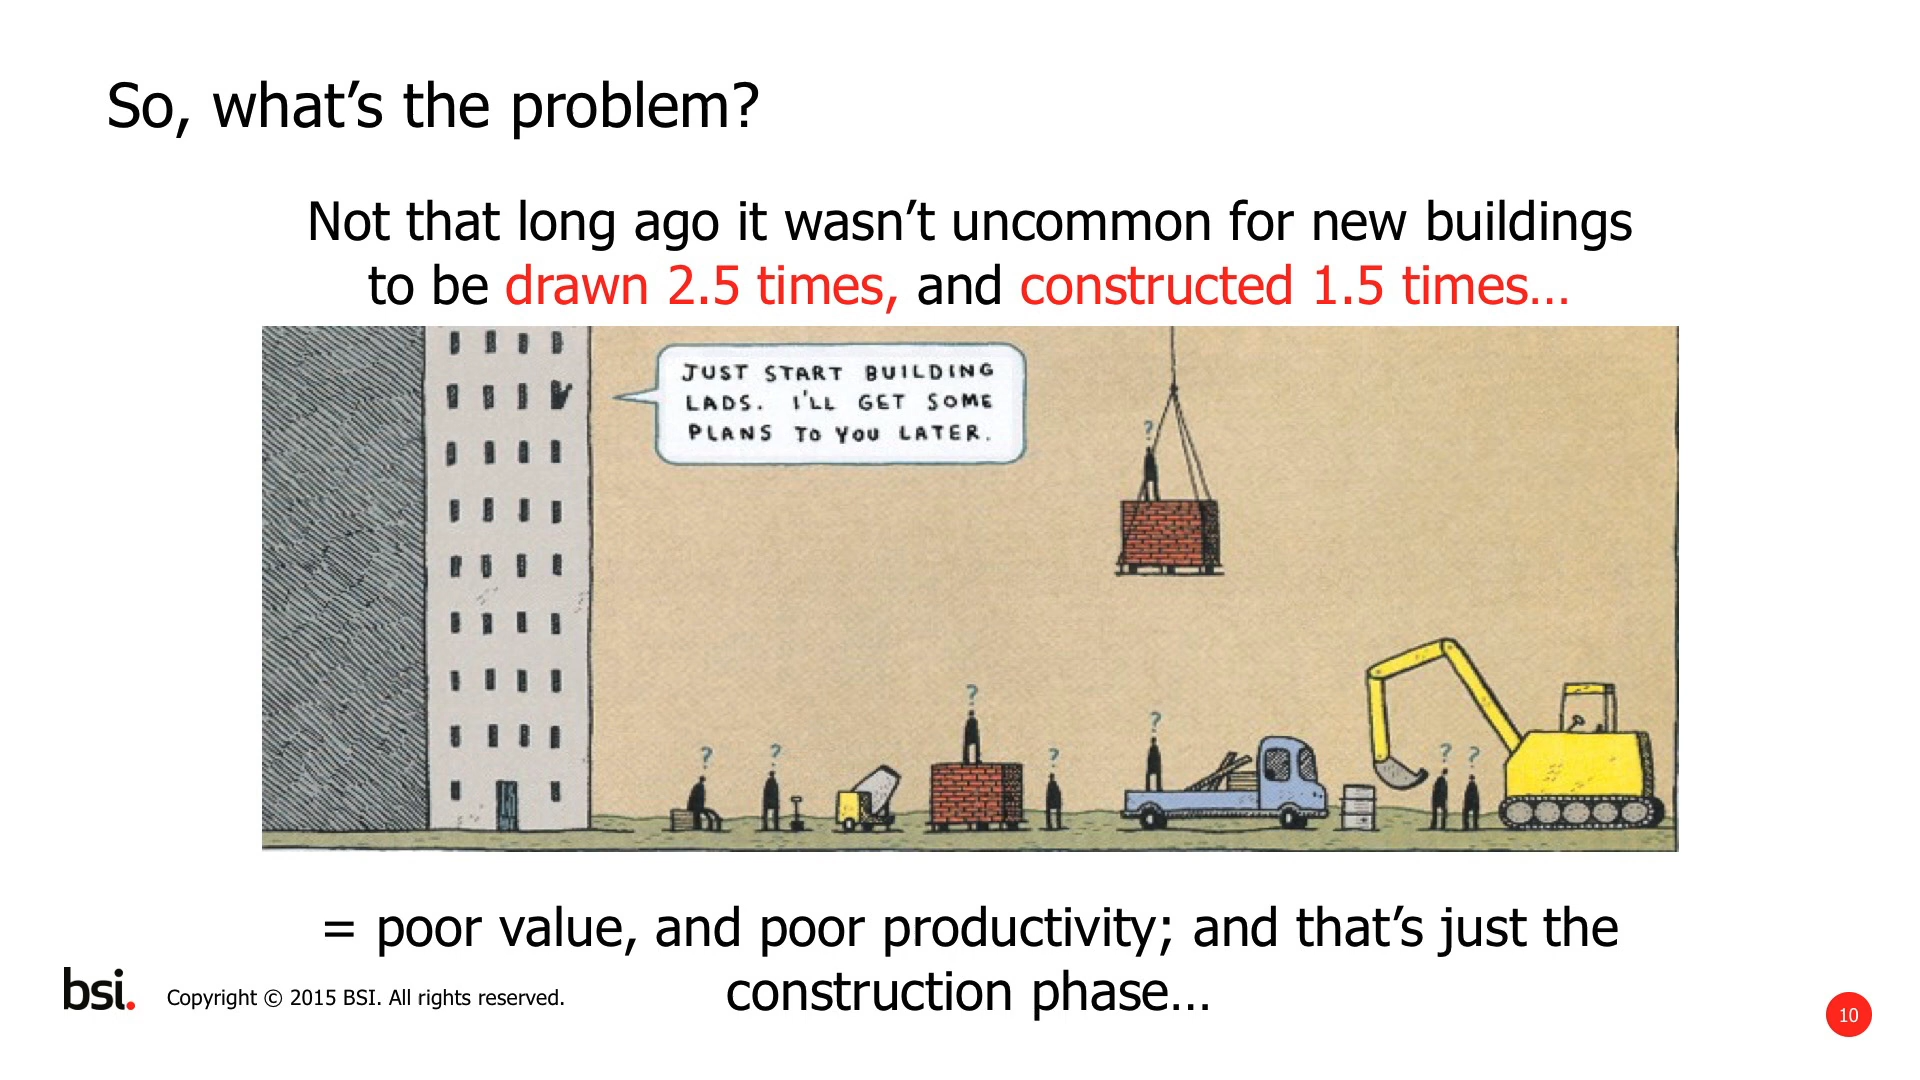 So, what’s the problem?
Not that long ago it wasn’t uncommon for new buildings
to be drawn 2.5 times, and constructed 1.5 times…
JUST START BUILDING
LADS. I'LL GET SOME
PLANS TO YOU LATER.
?
?
?
?
?
?
?
?
= poor value, and poor productivity; and that’s just the
construction phase…
bsi.
Copyright © 2015 BSI. All rights reserved.
10